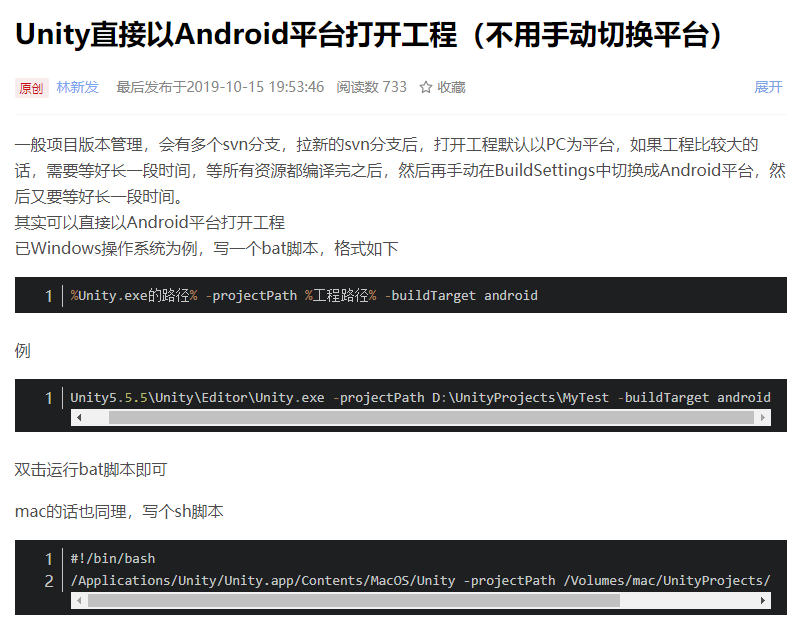 Unity直接以Android平台打开工程（不用手动切换平台）
原创 林新发 最后发布于2019-10-15 19:53:46 阅读数 733 ☆ 收藏 展开
一般项目版本管理，会有多个svn分支，拉新的svn分支后，打开工程默认以PC为平台，如果工程比较大的
话，需要等好长一段时间，等所有资源都编译完之后，然后再手动在BuildSettings中切换成Android平台，然
后又要等好长一段时间。
其实可以直接以Android平台打开工程
已Windows操作系统为例，写一个bat脚本，格式如下
1 %Unity.exe的路径% -projectPath %工程路径% -buildTarget android
例
1 Unity5.5.5\Unity\Editor\Unity.exe -projectPath D:\UnityProjects\MyTest -buildTarget android
双击运行bat脚本即可
mac的话也同理，写个sh脚本
1 #!/bin/bash
2 /Applications/Unity/Unity.app/Contents/MacOS/Unity -projectPath /Volumes/mac/UnityProjects/